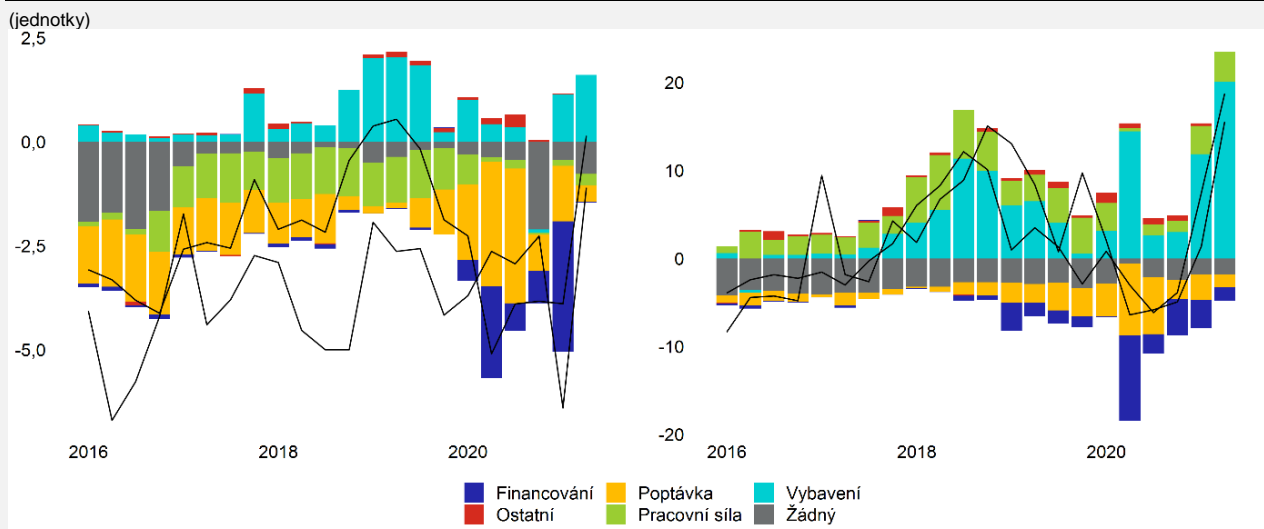 (jednotky)
2,5
0,0
-2,5
-5,0
2016 2018 2020
20
10
0
-10
-20
2016 2018 2020
Financování Poptávka Vybavení
Ostatní Pracovní síla Žádný